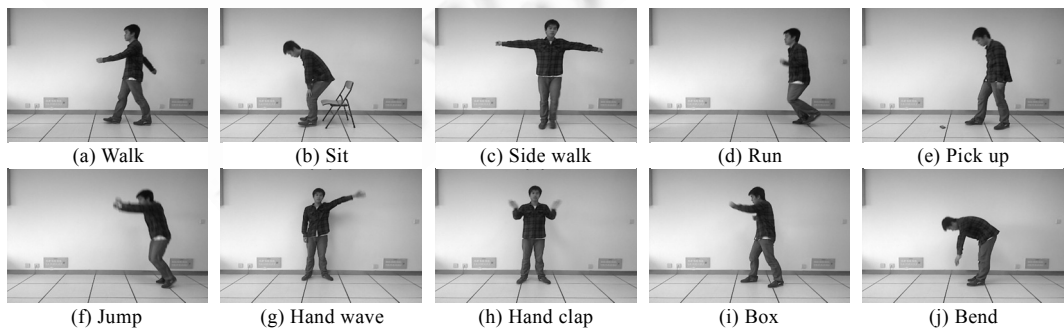 (a) Walk (b) Sit (c) Side walk (d) Run (e) Pick up
(f) Jump (g) Hand wave (h) Hand clap (i) Box (j) Bend